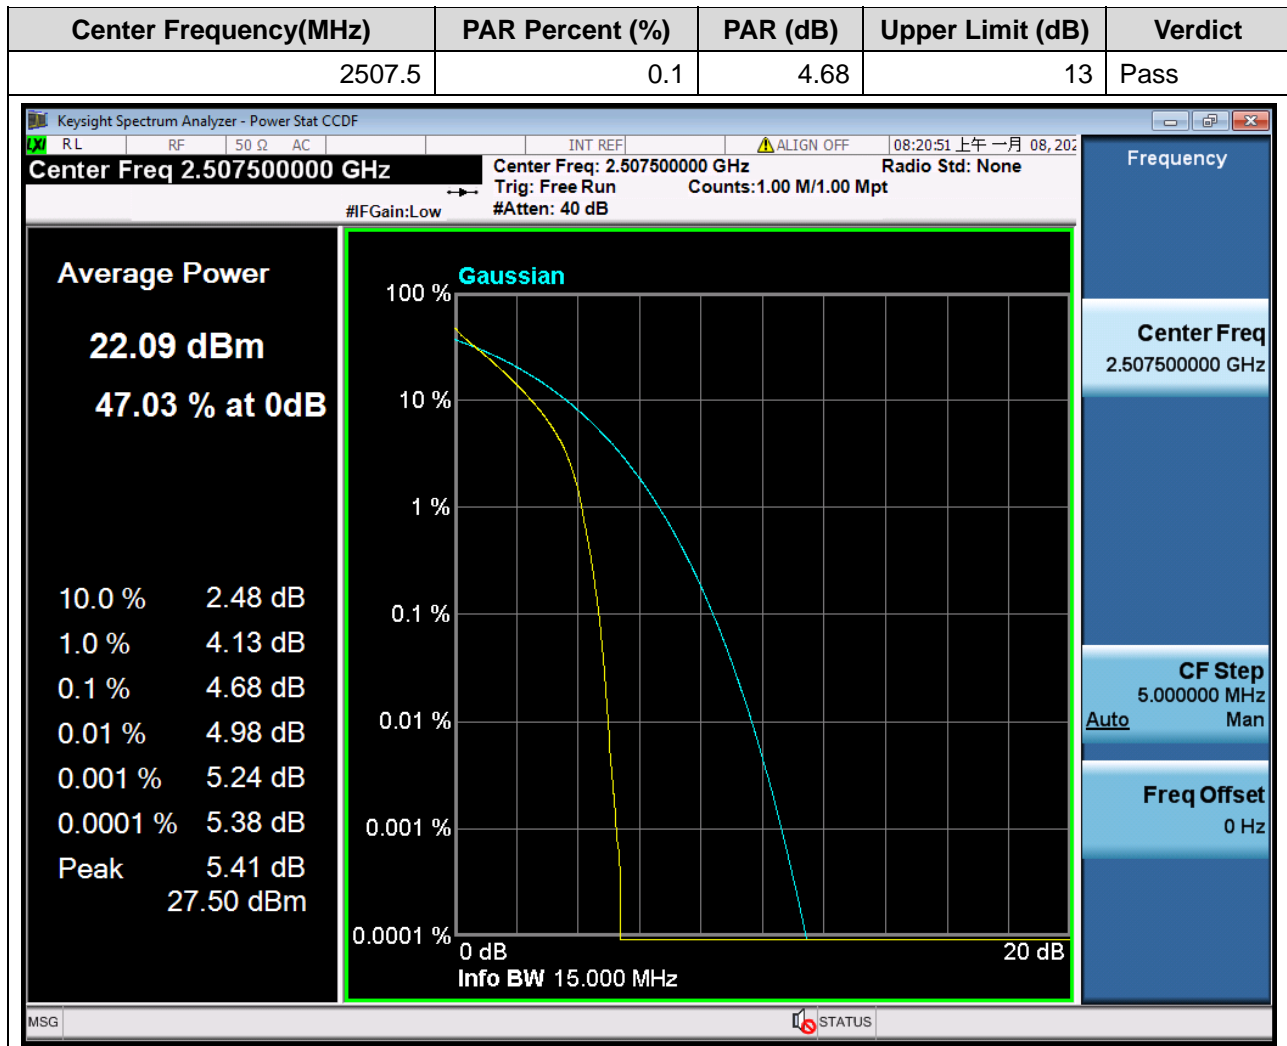 Center Frequency(MHz) PAR Percent (%) PAR (dB) Upper Limit (dB) Verdict
2507.5 0.1 4.68 13 Pass
Keysight Spectrum Analyzer - Power Stat CCDF
LXI RL RF 50 Ω AC INT REF ALIGN OFF 08:20:51 上午 一月 08, 202
Center Freq 2.507500000 GHz
Center Freq: 2.507500000 GHz Radio Std: None
Trig: Free Run Counts:1.00 M/1.00 Mpt
#IFGain:Low #Atten: 40 dB
Average Power
22.09 dBm
47.03 % at 0dB
10.0 % 2.48 dB
1.0 % 4.13 dB
0.1 % 4.68 dB
0.01 % 4.98 dB
0.001 % 5.24 dB
0.0001 % 5.38 dB
Peak 5.41 dB
27.50 dBm
Gaussian
100 %
10 %
1 %
0.1 %
0.01 %
0.001 %
0.0001 %
0 dB 20 dB
Info BW 15.000 MHz
Frequency
Center Freq
2.507500000 GHz
CF Step
5.000000 MHz
Auto Man
Freq Offset
0 Hz
MSG STATUS